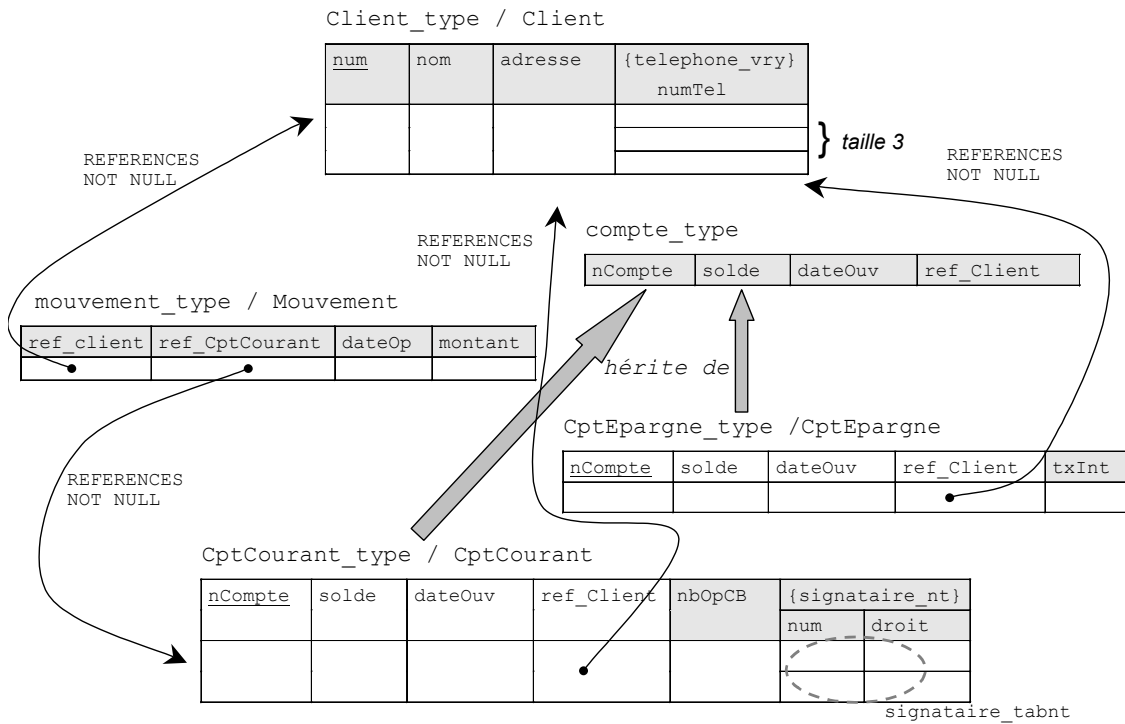 Client_type / Client
num nom adresse {telephone_vry}
numTel
} taille 3
REFERENCES
NOT NULL
REFERENCES
NOT NULL
REFERENCES
NOT NULL
compte_type
nCompte solde dateOuv ref_Client
mouvement_type / Mouvement
ref_client ref_CptCourant dateOp montant
hérite de
CptEpargne_type /CptEpargne
nCompte solde dateOuv ref_Client txInt
REFERENCES
NOT NULL
CptCourant_type / CptCourant
nCompte solde dateOuv ref_Client nbOpCB {signataire_nt}
num droit
signataire_tabnt